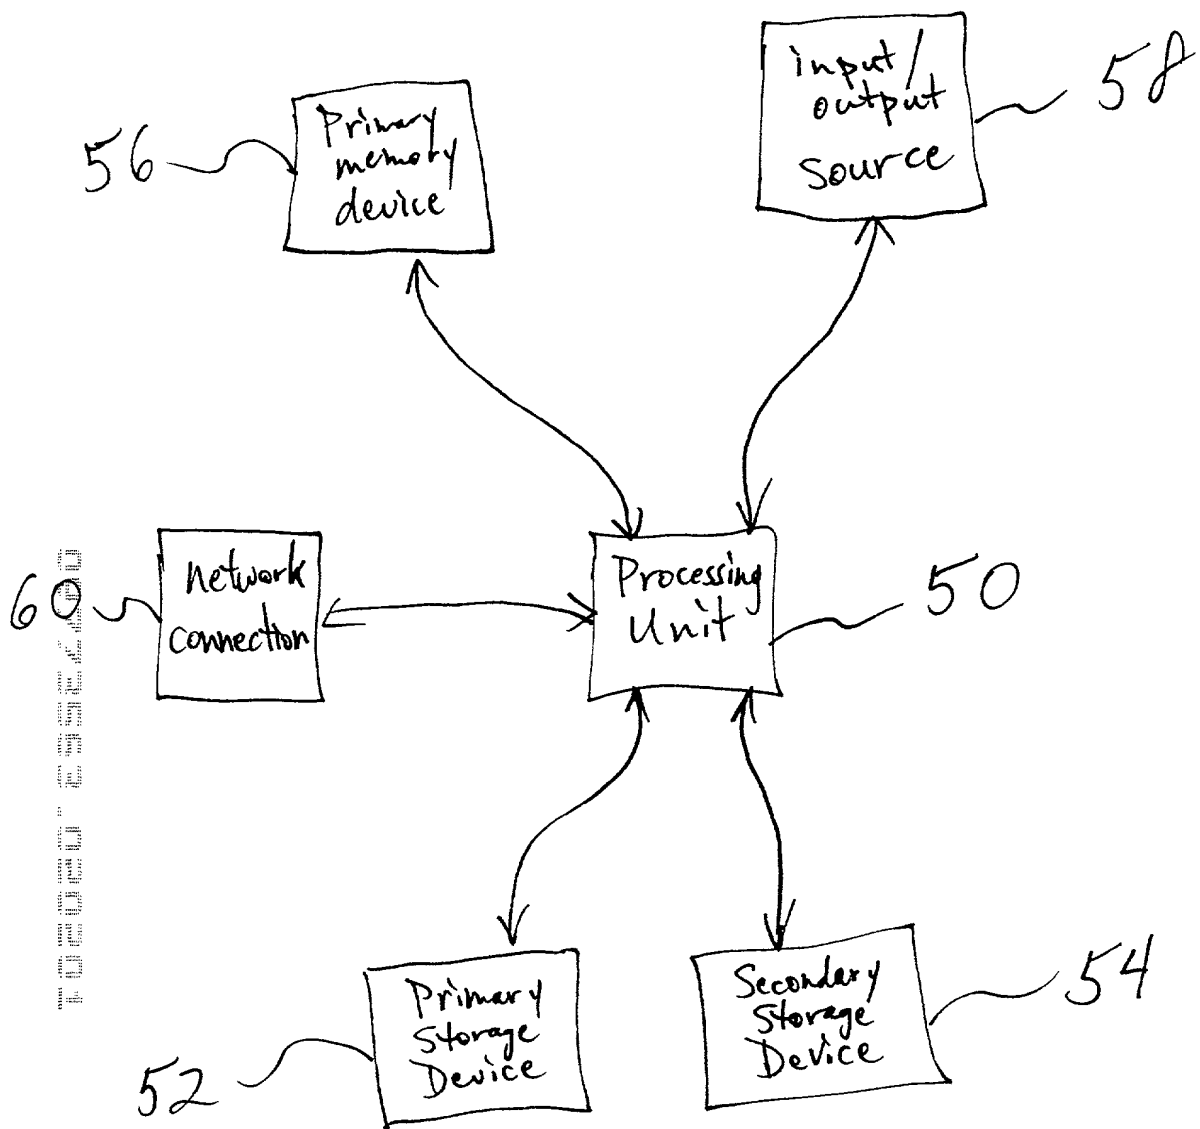 input/
output
source
58
Primary
memory
device
56
network
connection
60
Processing
Unit
50
Primary
Storage
Device
52
Secondary
Storage
Device
54